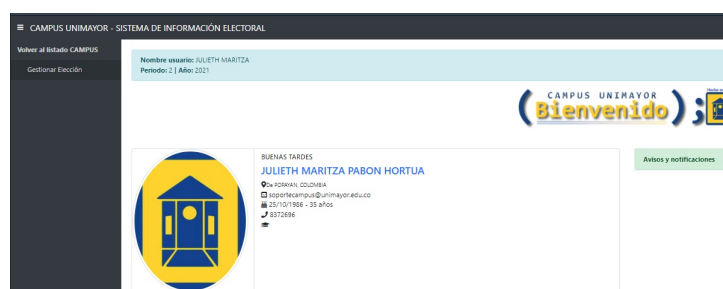 ≡ CAMPUS UNIMAYOR - SISTEMA DE INFORMACIÓN ELECTORAL
Volver al listado CAMPUS
Gestionar Elección
Nombre usuario: JULIETH MARITZA
Periodo: 2 | Año: 2021
CAMPUS UNIMAYOR
(Bienvenido);
BUENAS TARDES
JULIETH MARITZA PABON HORTUA
De POPAYAN, COLOMBIA
soportecampus@unimayor.edu.co
25/10/1986 - 35 años
8372696
Avisos y notificaciones